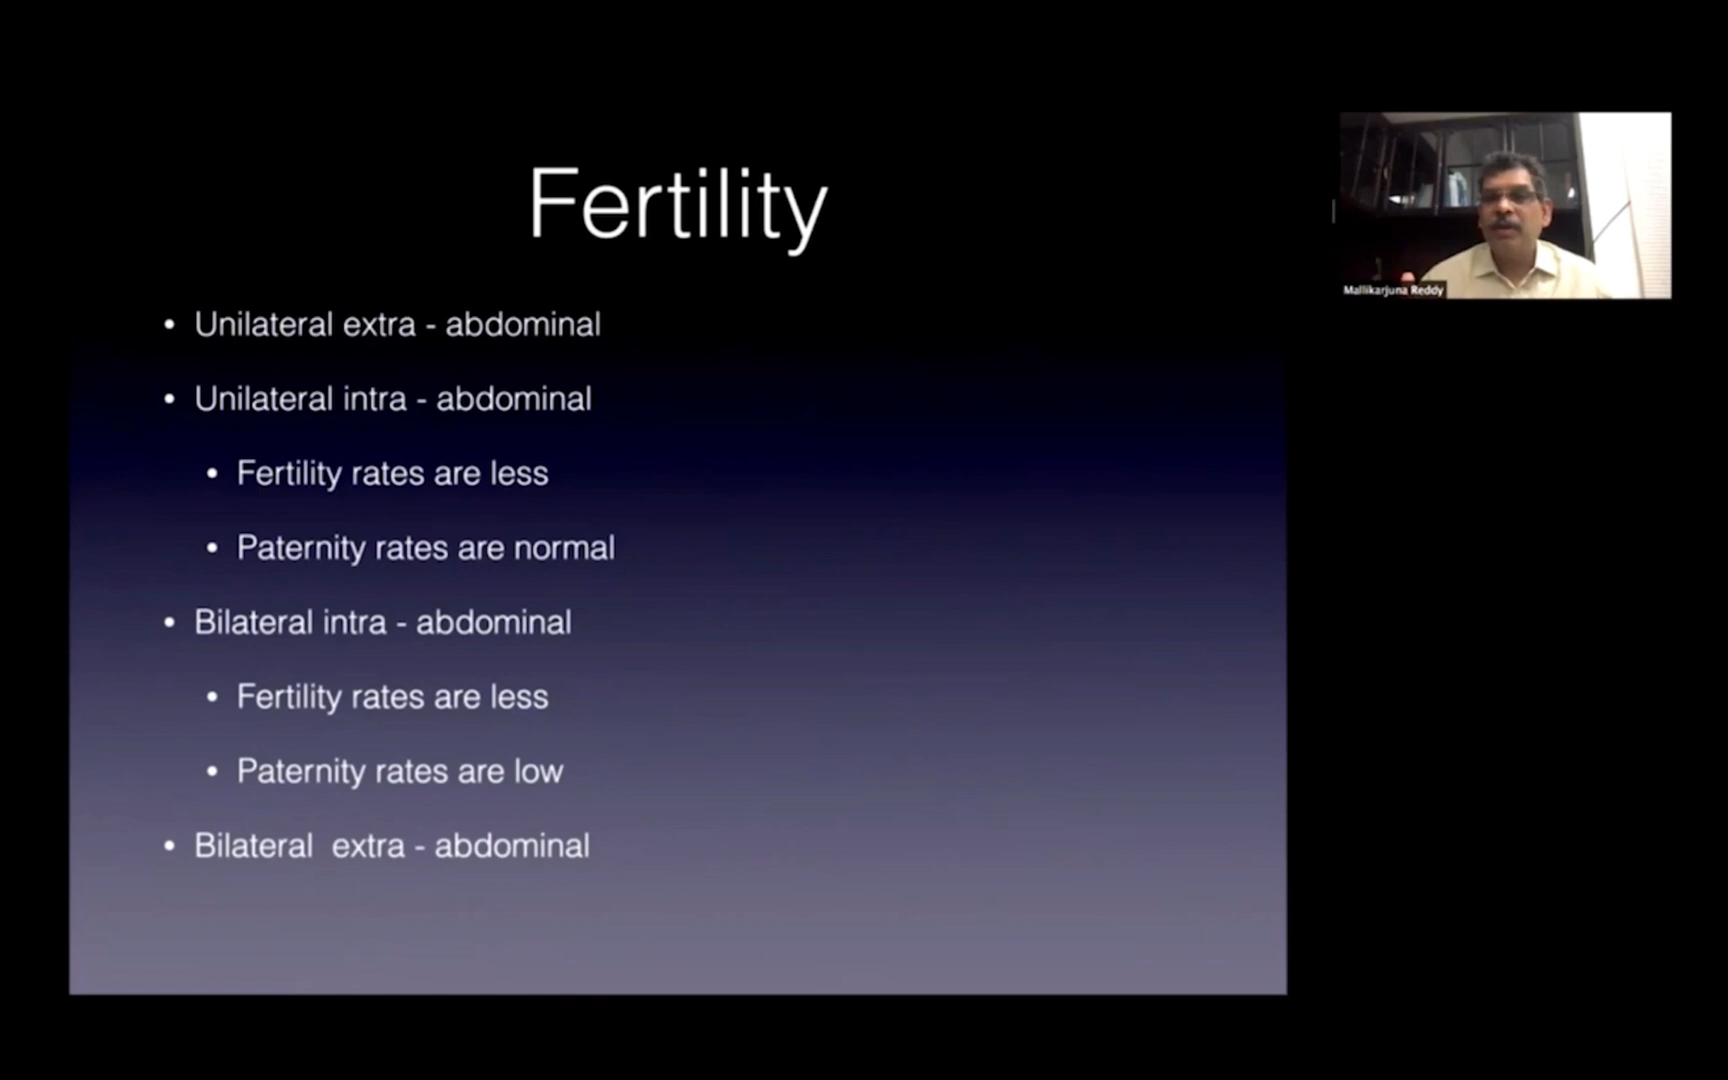 Fertility
• Unilateral extra - abdominal
• Unilateral intra - abdominal
• Fertility rates are less
• Paternity rates are normal
• Bilateral intra - abdominal
• Fertility rates are less
• Paternity rates are low
• Bilateral  extra - abdominal
Mallikarjuna Reddy